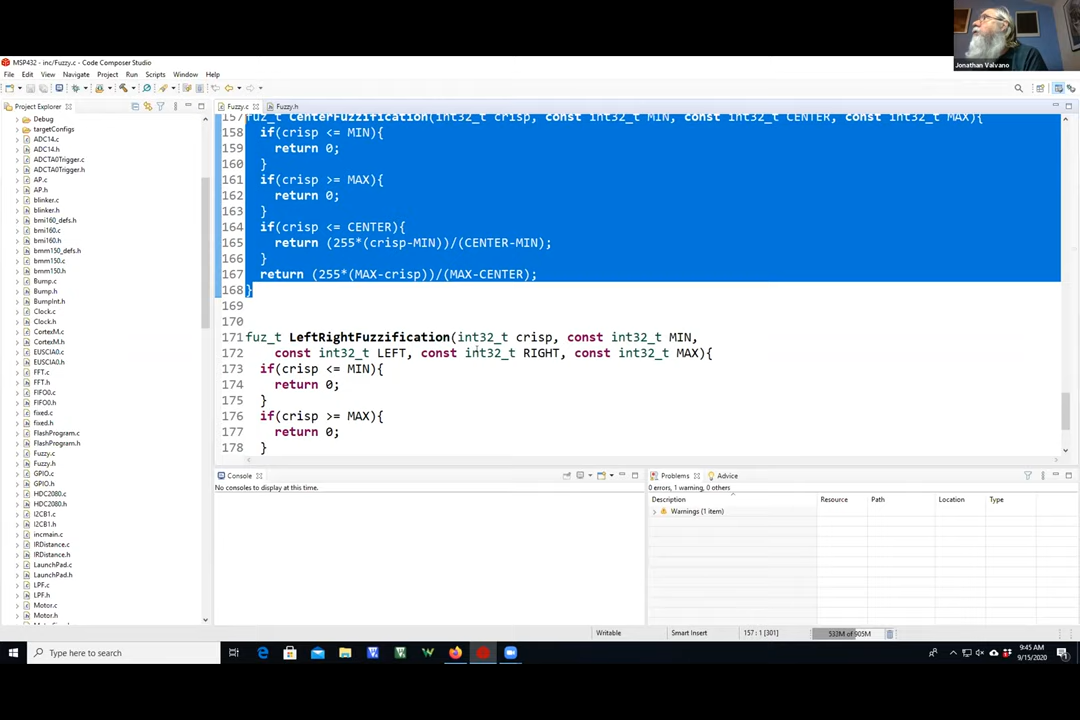 Jonathan Valvano
MSP432 - inc/Fuzzy.c - Code Composer Studio
File Edit View Navigate Project Run Scripts Window Help
Project Explorer
Fuzzy.c
Fuzzy.h
Debug
targetConfigs
ADC14.c
ADC14.h
ADCTA0Trigger.c
ADCTA0Trigger.h
AP.c
AP.h
blinker.c
blinker.h
bmi160_defs.h
bmi160.c
bmi160.h
bmm150_defs.h
bmm150.c
bmm150.h
Bump.c
Bump.h
BumpInt.h
Clock.c
Clock.h
CortexM.c
CortexM.h
EUSCIA0.c
EUSCIA0.h
FFT.c
FFT.h
FIFO0.c
FIFO0.h
fixed.c
fixed.h
FlashProgram.c
FlashProgram.h
Fuzzy.c
Fuzzy.h
GPIO.c
GPIO.h
HDC2080.c
HDC2080.h
I2CB1.c
I2CB1.h
incmain.c
IRDistance.c
IRDistance.h
LaunchPad.c
LaunchPad.h
LPF.c
LPF.h
Motor.c
Motor.h
157 fuz_t CenterFuzzification(int32_t crisp, const int32_t MIN, const int32_t CENTER, const int32_t MAX){
158 if(crisp <= MIN){
159 return 0;
160 }
161 if(crisp >= MAX){
162 return 0;
163 }
164 if(crisp <= CENTER){
165 return (255*(crisp-MIN))/(CENTER-MIN);
166 }
167 return (255*(MAX-crisp))/(MAX-CENTER);
168 }
169
170
171 fuz_t LeftRightFuzzification(int32_t crisp, const int32_t MIN,
172 const int32_t LEFT, const int32_t RIGHT, const int32_t MAX){
173 if(crisp <= MIN){
174 return 0;
175 }
176 if(crisp >= MAX){
177 return 0;
178 }
Console
No consoles to display at this time.
Problems
Advice
0 errors, 1 warning, 0 others
Description Resource Path Location Type
Warnings (1 item)
Writable
Smart Insert
157 : 1 [301]
533M of 905M
Type here to search
9:45 AM
9/15/2020